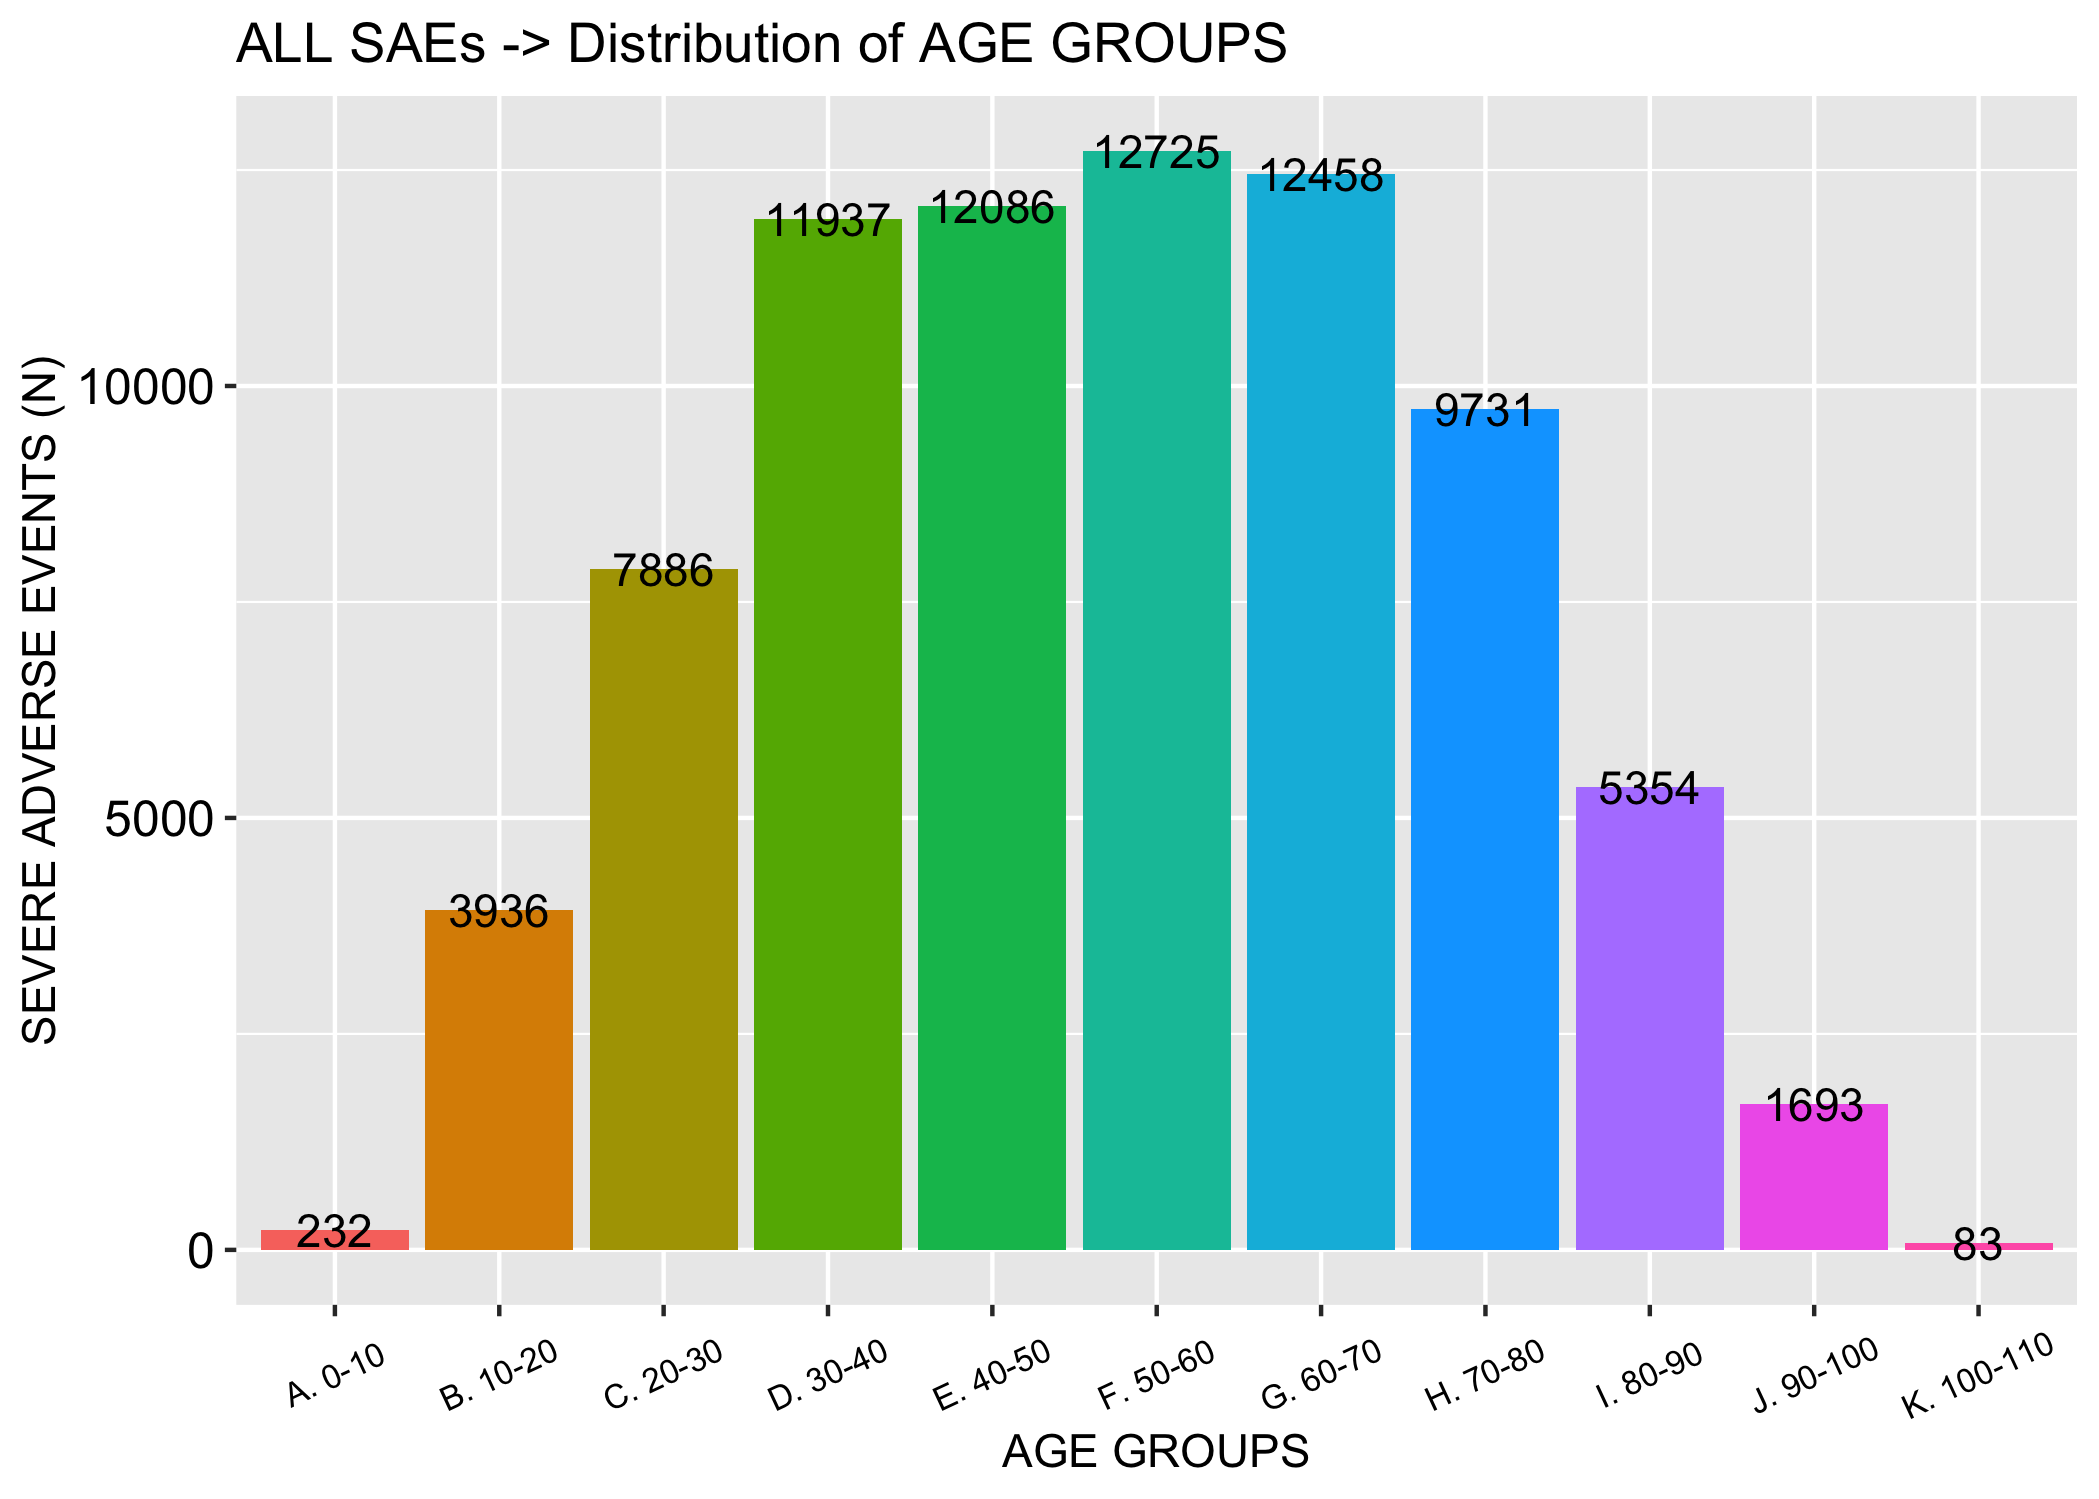 ALL SAEs -> Distribution of AGE GROUPS
SEVERE ADVERSE EVENTS (N)
10000
5000
0
232
3936
7886
11937
12086
12725
12458
9731
5354
1693
83
A. 0-10
B. 10-20
C. 20-30
D. 30-40
E. 40-50
F. 50-60
G. 60-70
H. 70-80
I. 80-90
J. 90-100
K. 100-110
AGE GROUPS